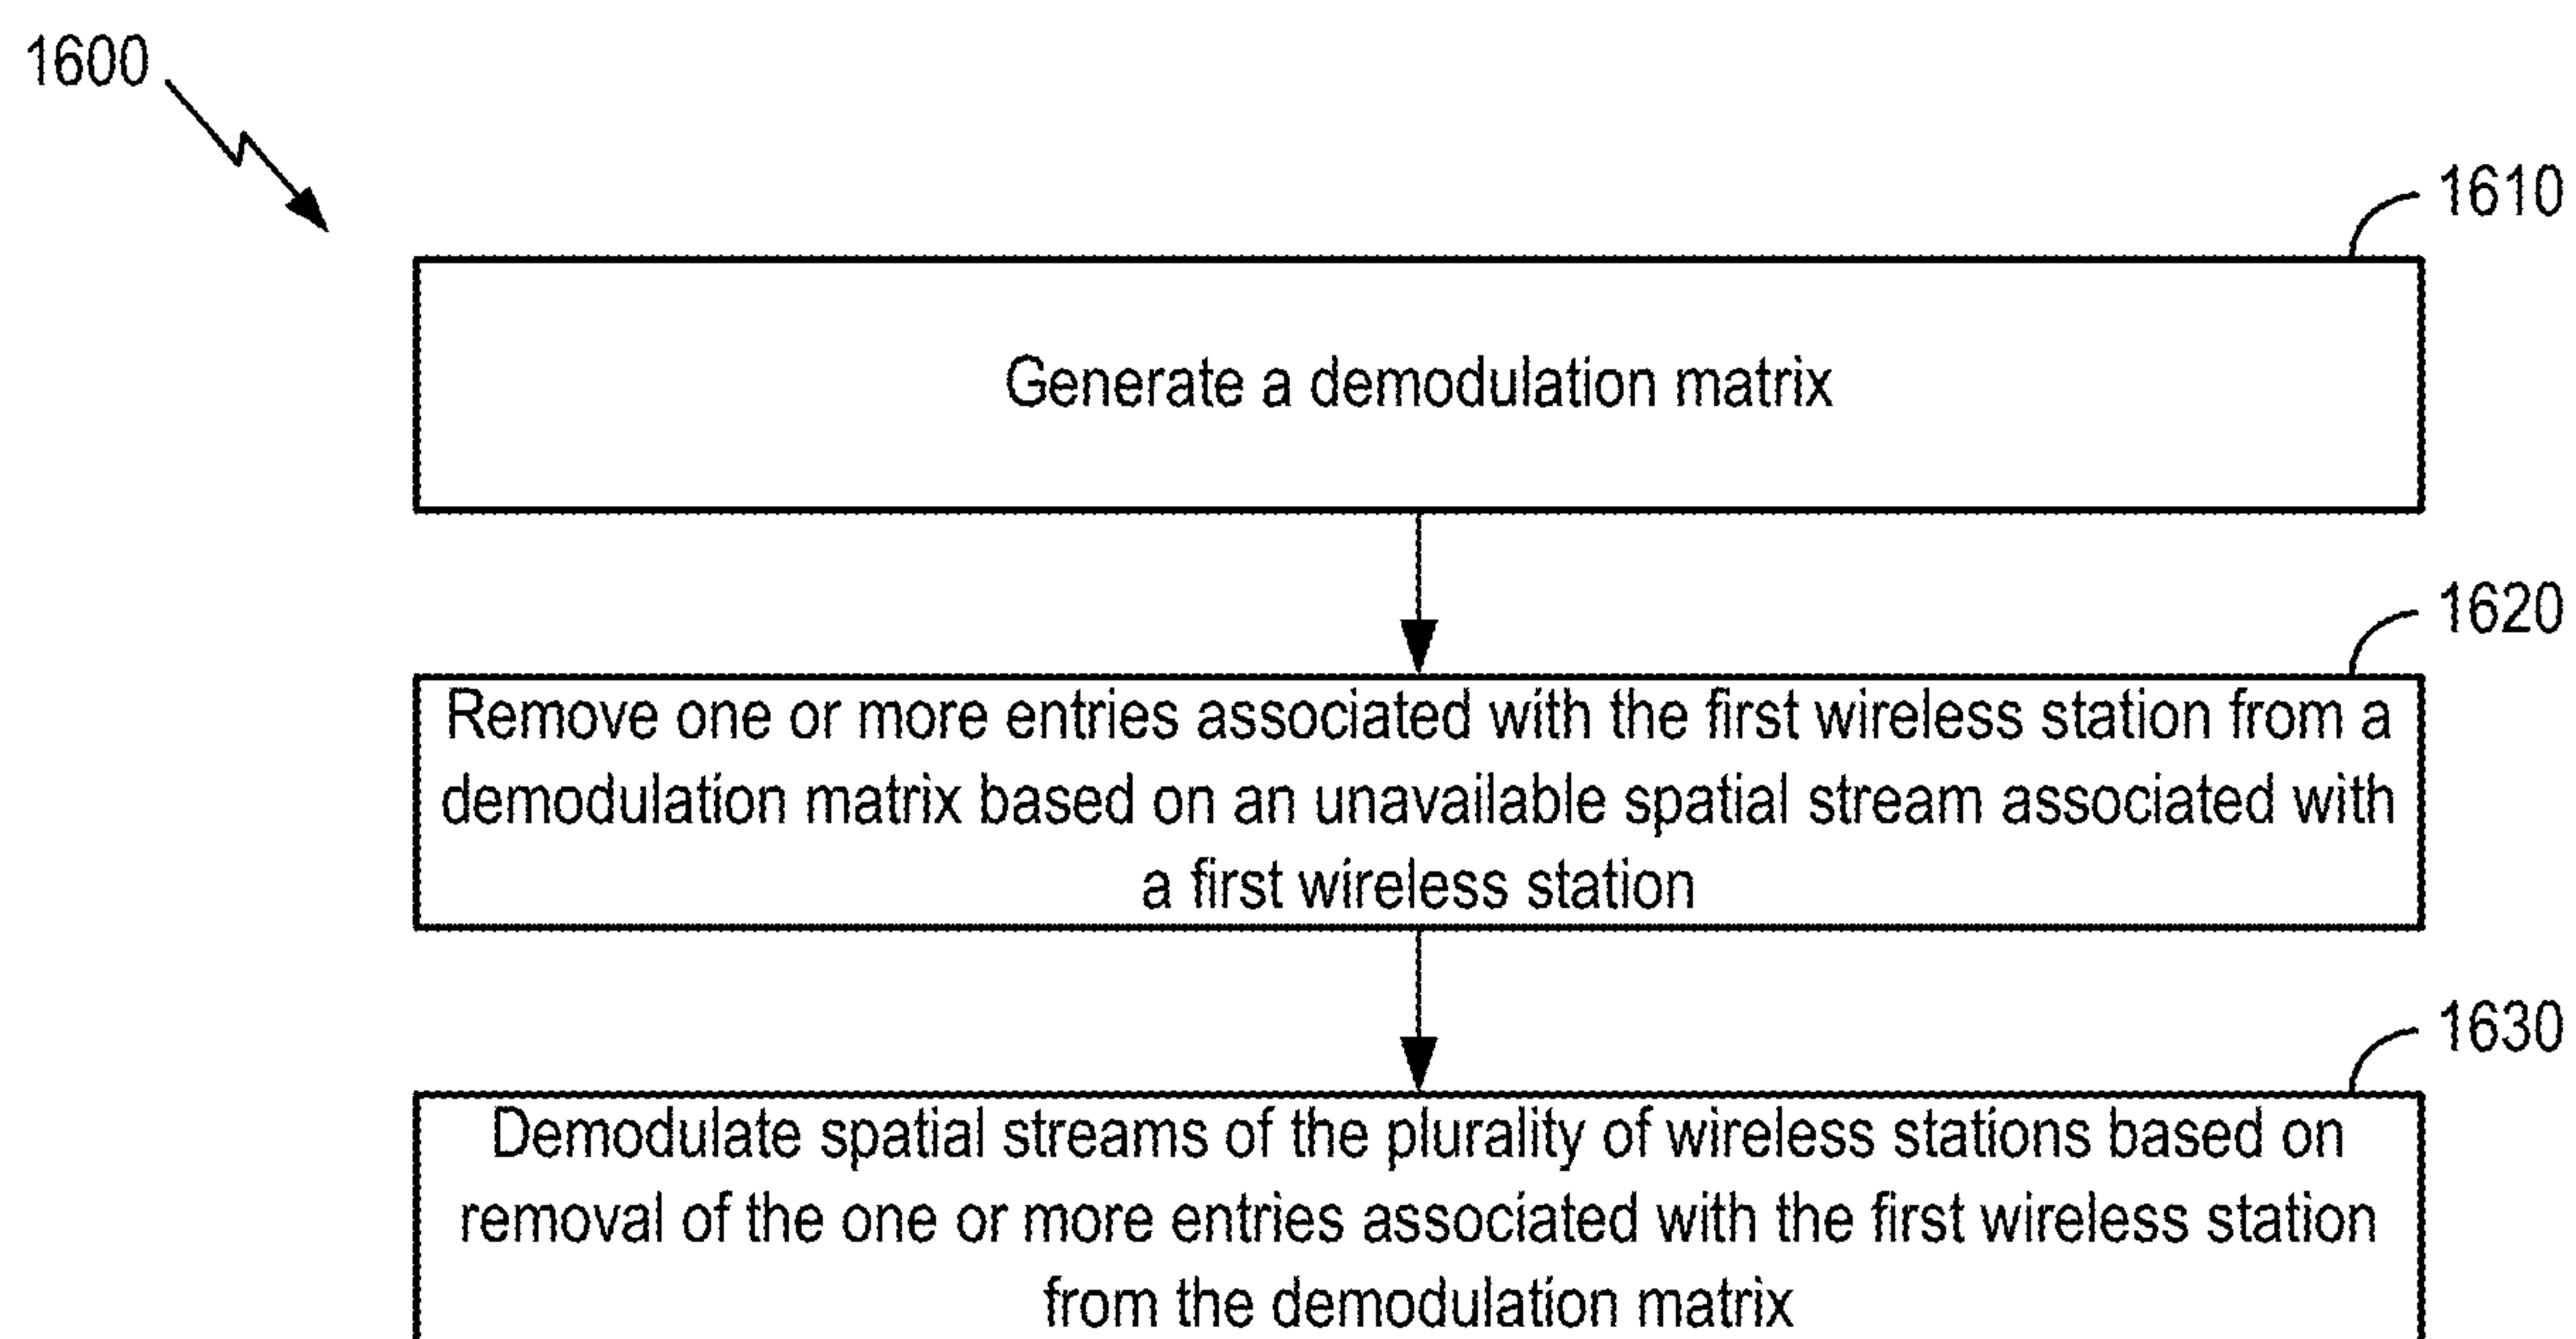 1600
1610
Generate a demodulation matrix
1620
Remove one or more entries associated with the first wireless station from a
demodulation matrix based on an unavailable spatial stream associated with
a first wireless station
1630
Demodulate spatial streams of the plurality of wireless stations based on
removal of the one or more entries associated with the first wireless station
from the demodulation matrix